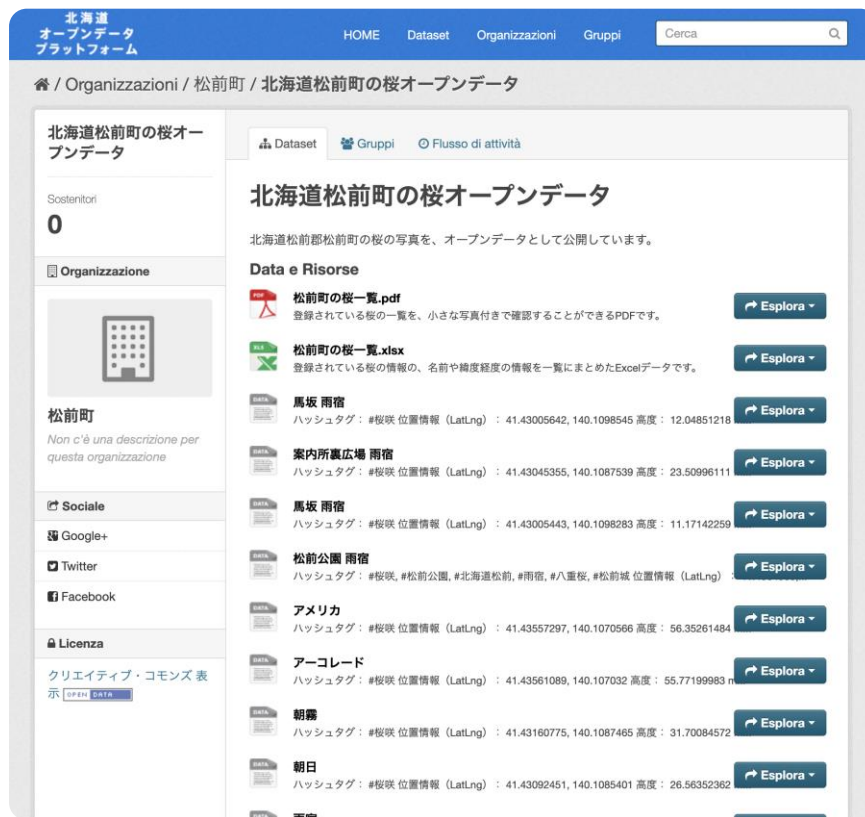 北海道
オープンデータ
プラットフォーム
HOME Dataset Organizzazioni Gruppi Cerca
/ Organizzazioni / 松前町 / 北海道松前町の桜オープンデータ
北海道松前町の桜オー
プンデータ
Sostenitori
0
Organizzazione
松前町
Non c'è una descrizione per
questa organizzazione
Sociale
Google+
Twitter
Facebook
Licenza
クリエイティブ・コモンズ 表
示 OPEN DATA
Dataset Gruppi Flusso di attività
北海道松前町の桜オープンデータ
北海道松前郡松前町の桜の写真を、オープンデータとして公開しています。
Data e Risorse
PDF 松前町の桜一覧.pdf
登録されている桜の一覧を、小さな写真付きで確認することができるPDFです。
Esplora
XLS 松前町の桜一覧.xlsx
登録されている桜の情報の、名前や緯度経度の情報を一覧にまとめたExcelデータです。
Esplora
DATA 馬坂 雨宿
ハッシュタグ： #桜咲 位置情報（LatLng）： 41.43005642, 140.1098545 高度： 12.04851218
Esplora
DATA 案内所裏広場 雨宿
ハッシュタグ： #桜咲 位置情報（LatLng）： 41.43045355, 140.1087539 高度： 23.50996111
Esplora
DATA 馬坂 雨宿
ハッシュタグ： #桜咲 位置情報（LatLng）： 41.43005443, 140.1098283 高度： 11.17142259
Esplora
DATA 松前公園 雨宿
ハッシュタグ： #桜咲, #松前公園, #北海道松前, #雨宿, #八重桜, #松前城 位置情報（LatLng）
Esplora
DATA アメリカ
ハッシュタグ： #桜咲 位置情報（LatLng）： 41.43557297, 140.1070566 高度： 56.35261484
Esplora
DATA アーコレード
ハッシュタグ： #桜咲 位置情報（LatLng）： 41.43561089, 140.107032 高度： 55.77199983 m
Esplora
DATA 朝霧
ハッシュタグ： #桜咲 位置情報（LatLng）： 41.43160775, 140.1087465 高度： 31.70084572
Esplora
DATA 朝日
ハッシュタグ： #桜咲 位置情報（LatLng）： 41.43092451, 140.1085401 高度： 26.56352362
Esplora